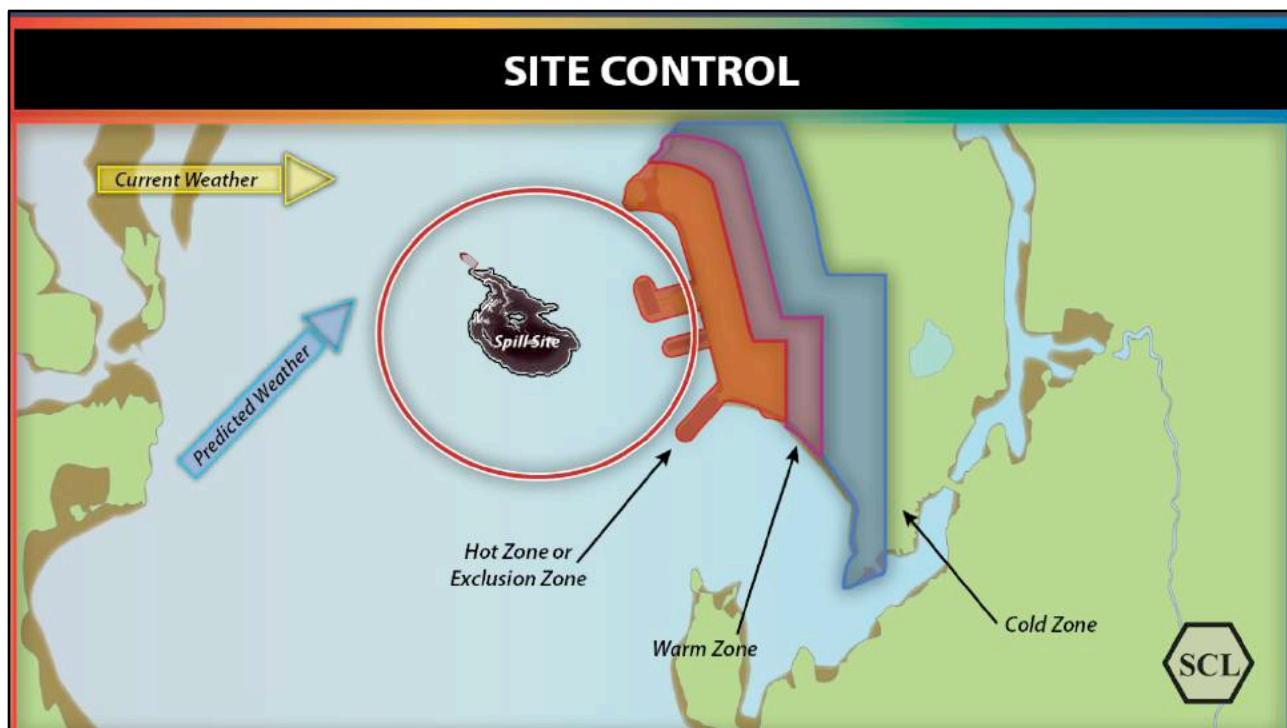 SITE CONTROL
Current Weather
Spill Site
Predicted Weather
Hot Zone or
Exclusion Zone
Warm Zone
Cold Zone
SCL